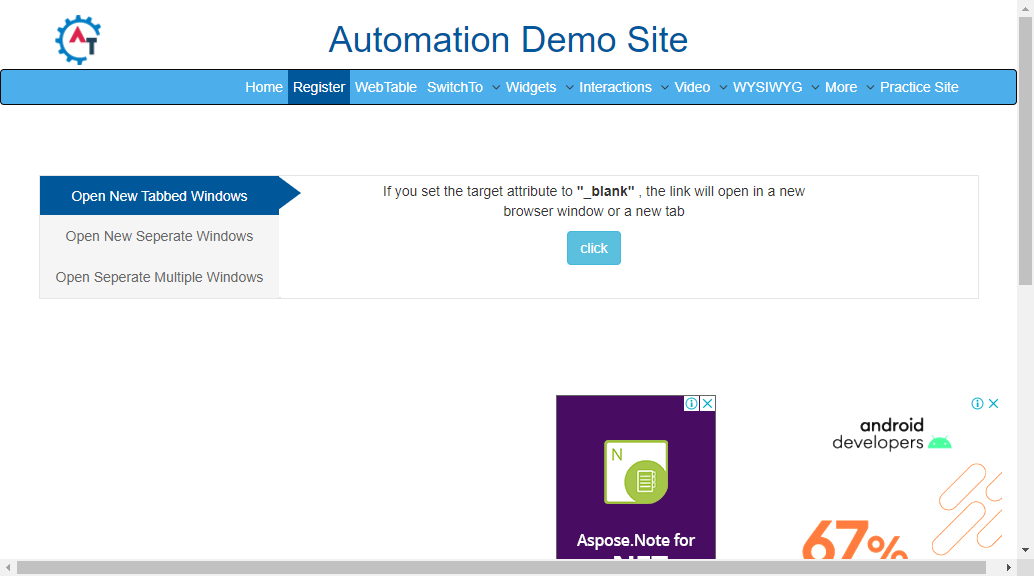 AT
Automation Demo Site
Home Register WebTable SwitchTo Widgets Interactions Video WYSIWYG More Practice Site
Open New Tabbed Windows
Open New Seperate Windows
Open Seperate Multiple Windows
If you set the target attribute to "_blank" , the link will open in a new
browser window or a new tab
click
N
Aspose.Note for
.NET
android
developers
67%